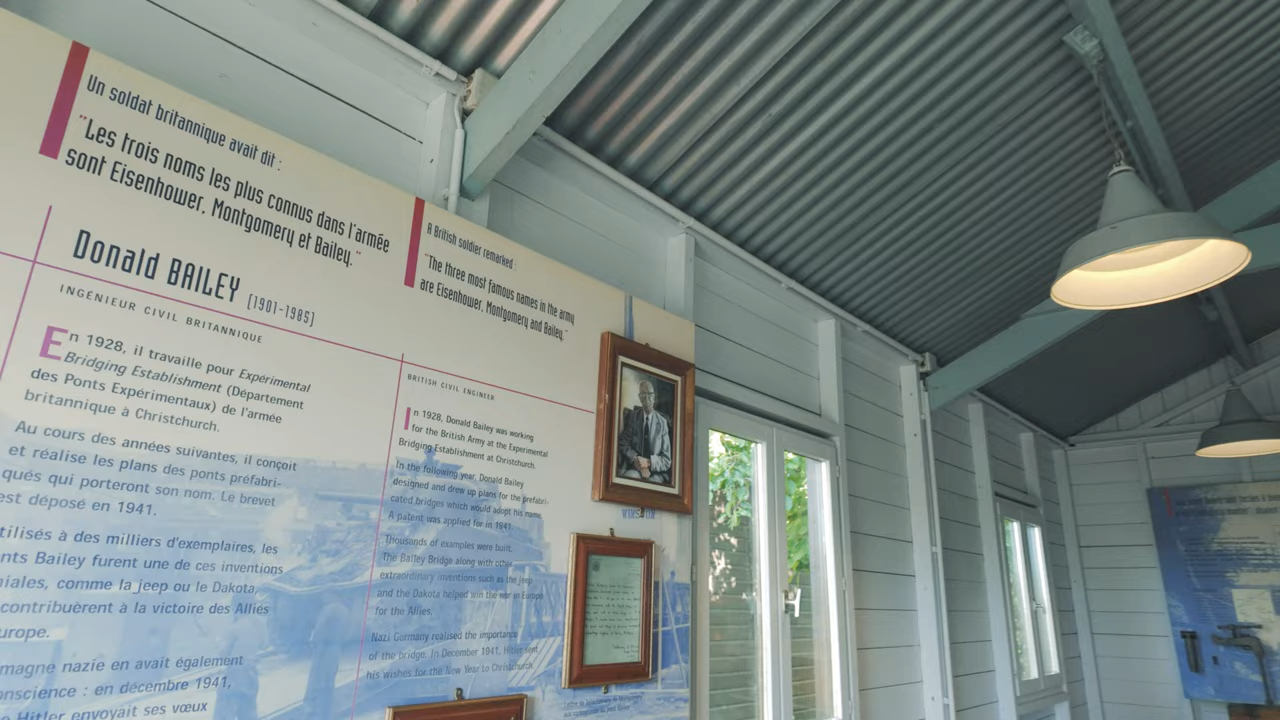 Un soldat britannique avait dit :
"Les trois noms les plus connus dans l'armée
sont Eisenhower, Montgomery et Bailey."
Donald BAILEY [1901-1985]
INGÉNIEUR CIVIL BRITANNIQUE
En 1928, il travaille pour Expérimental
Bridging Establishment (Département
des Ponts Expérimentaux) de l'armée
britannique à Christchurch.
Au cours des années suivantes, il conçoit
et réalise les plans des ponts préfabri-
qués qui porteront son nom. Le brevet
est déposé en 1941.
tilisés à des milliers d'exemplaires, les
nts Bailey furent une de ces inventions
niales, comme la jeep ou le Dakota,
contribuèrent à la victoire des Alliés
urope.
magne nazie en avait également
nscience : en décembre 1941,
Hitler envoyait ses vœux
A British soldier remarked :
"The three most famous names in the army
are Eisenhower, Montgomery and Bailey."
BRITISH CIVIL ENGINEER
In 1928, Donald Bailey was working
for the British Army at the Experimental
Bridging Establishment at Christchurch.
In the following year, Donald Bailey
designed and drew up plans for the prefabri-
cated bridges which would adopt his name.
A patent was applied for in 1941.
Thousands of examples were built.
The Bailey Bridge along with other
extraordinary inventions such as the Jeep
and the Dakota helped win the war in Europe
for the Allies.
Nazi Germany realised the importance
of the bridge. In December 1941, Hitler sent
his wishes for the New Year to Christchurch.